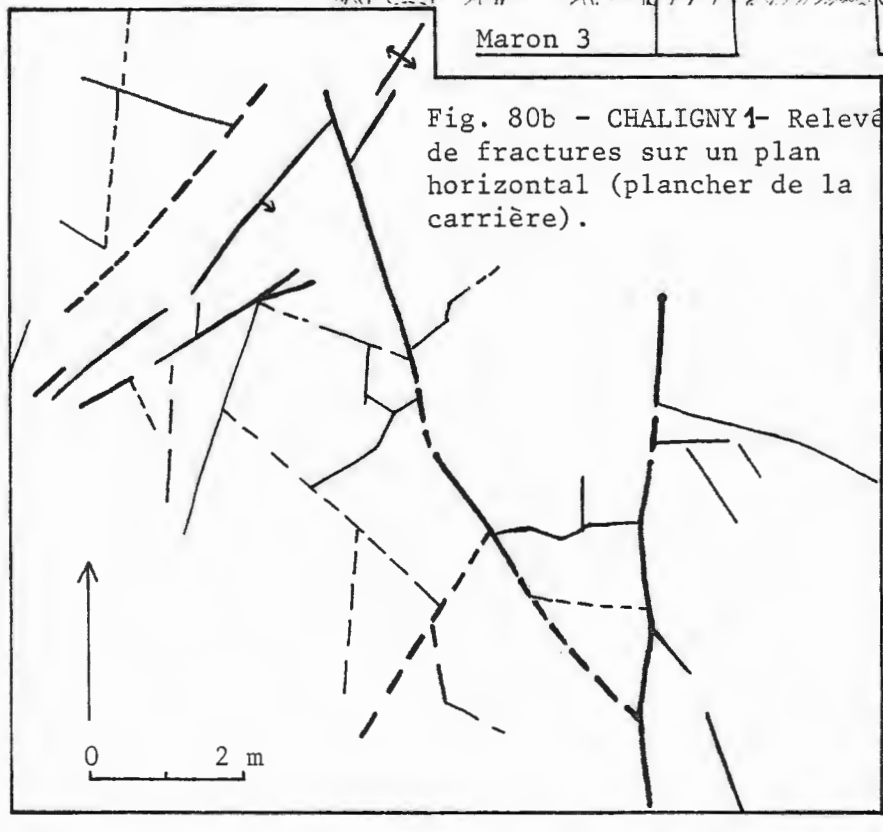 Maron 3
Fig. 80b - CHALIGNY 1- Relevé
de fractures sur un plan
horizontal (plancher de la
carrière).
0 2 m